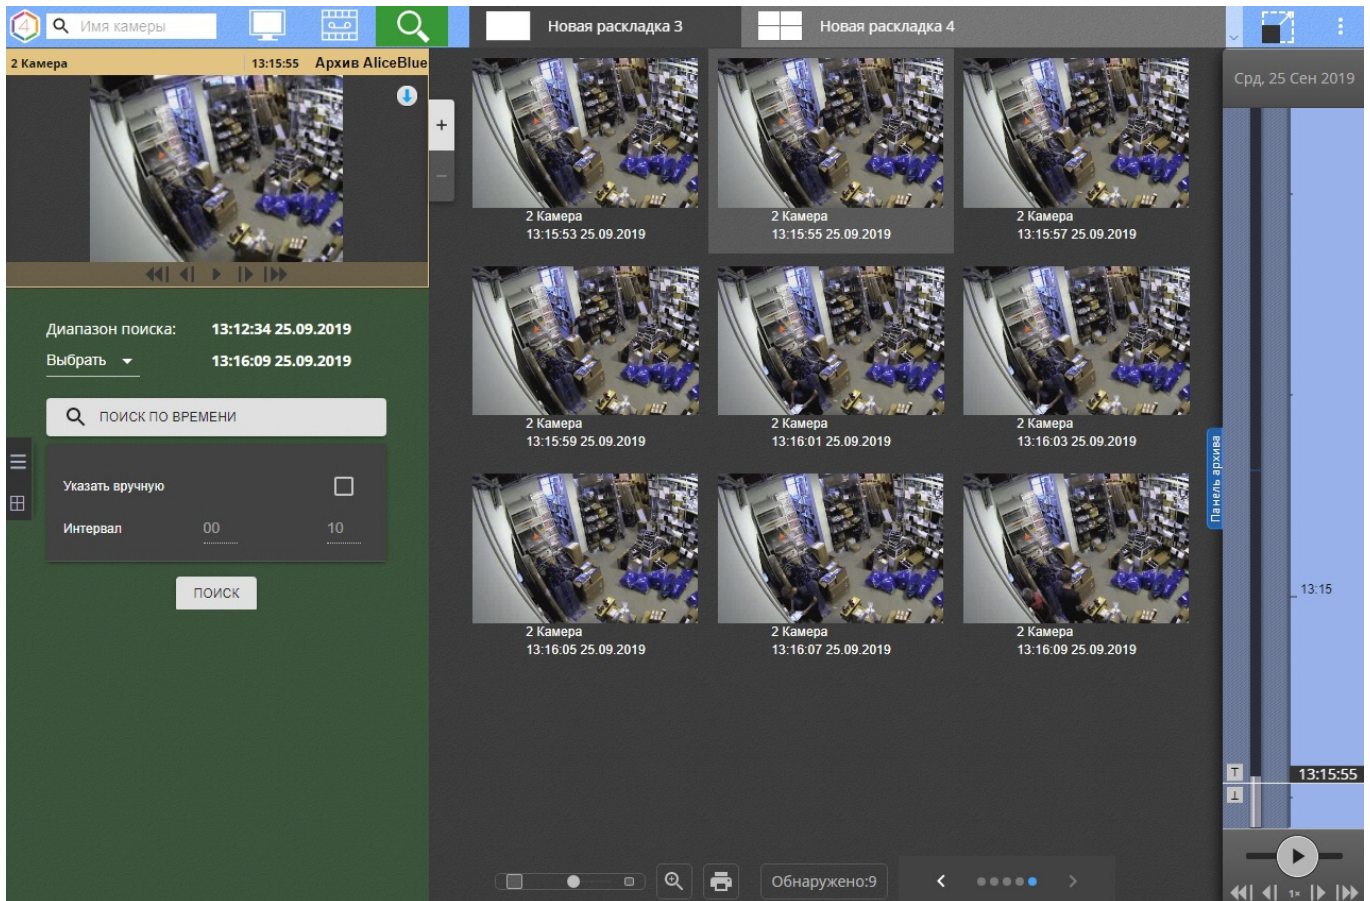 4 Имя камеры Новая раскладка 3 Новая раскладка 4
2 Камера 13:15:55 Архив AliceBlue
+
−
Диапазон поиска: 13:12:34 25.09.2019
Выбрать 13:16:09 25.09.2019
ПОИСК ПО ВРЕМЕНИ
Указать вручную
Интервал 00 10
ПОИСК
2 Камера
13:15:53 25.09.2019
2 Камера
13:15:55 25.09.2019
2 Камера
13:15:57 25.09.2019
2 Камера
13:15:59 25.09.2019
2 Камера
13:16:01 25.09.2019
2 Камера
13:16:03 25.09.2019
2 Камера
13:16:05 25.09.2019
2 Камера
13:16:07 25.09.2019
2 Камера
13:16:09 25.09.2019
Обнаружено:9
Панель архива
Срд, 25 Сен 2019
13:15
13:15:55
1×